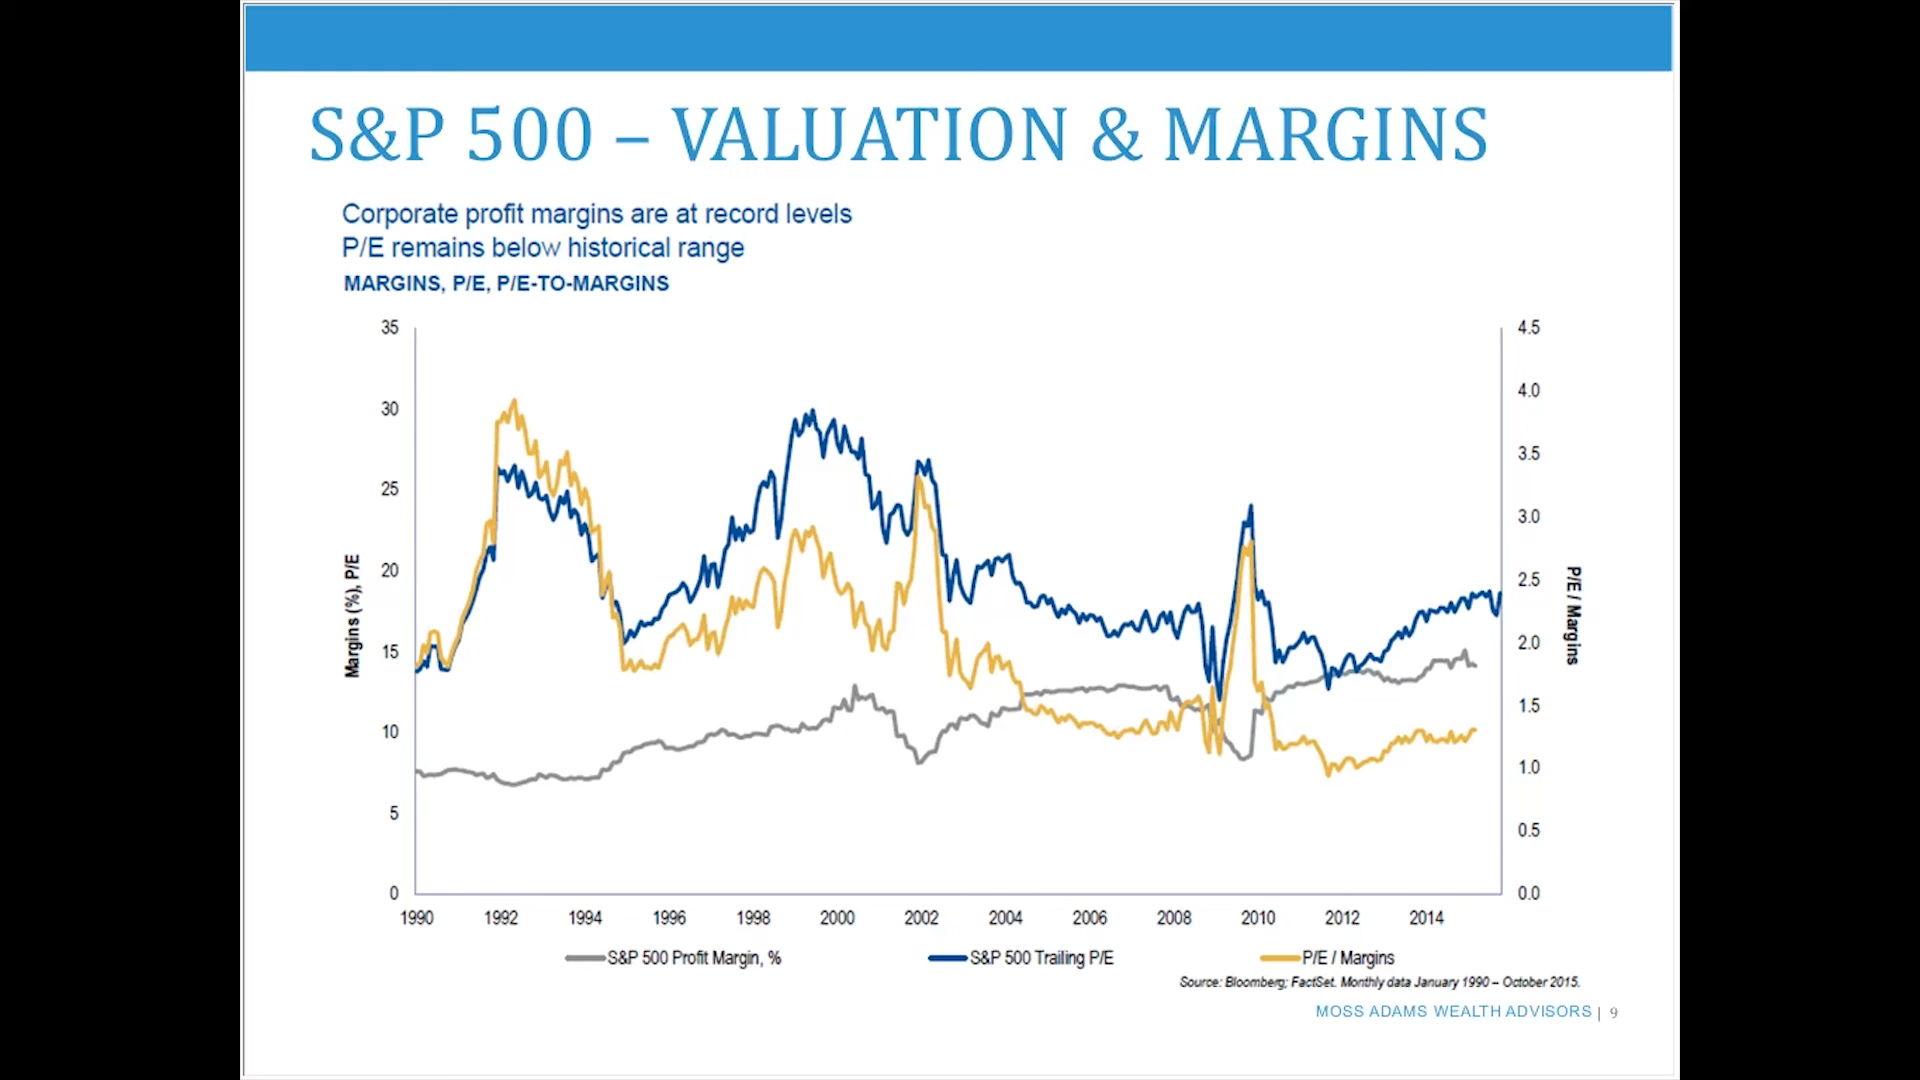 S&P 500 – VALUATION & MARGINS
Corporate profit margins are at record levels
P/E remains below historical range
MARGINS, P/E, P/E-TO-MARGINS
35
30
25
20
15
10
5
0
Margins (%), P/E
4.5
4.0
3.5
3.0
2.5
2.0
1.5
1.0
0.5
0.0
P/E / Margins
1990 1992 1994 1996 1998 2000 2002 2004 2006 2008 2010 2012 2014
S&P 500 Profit Margin, % S&P 500 Trailing P/E P/E / Margins
Source: Bloomberg; FactSet. Monthly data January 1990 – October 2015.
MOSS ADAMS WEALTH ADVISORS | 9